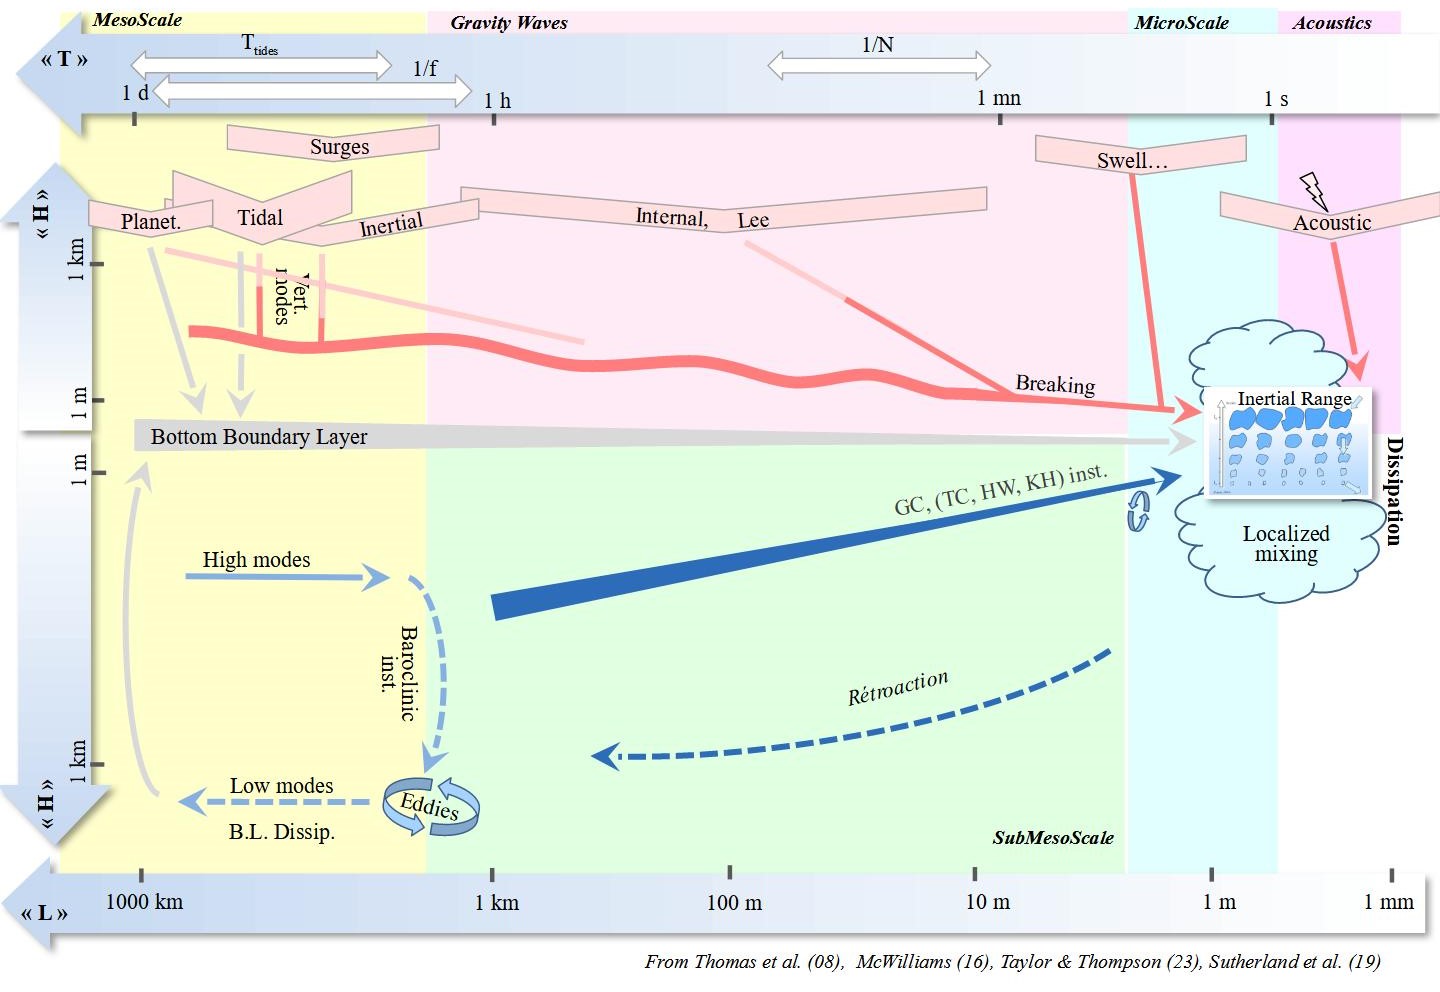 MesoScale
Gravity Waves
MicroScale
Acoustics
« T »
T tides
1/f
1/N
1 d
1 h
1 mn
1 s
Surges
Swell…
Planet.
Tidal
Inertial
Internal, Lee
Acoustic
« H »
1 km
Vert.
modes
1 m
Breaking
Inertial Range
Bottom Boundary Layer
1 m
GC, (TC, HW, KH) inst.
Dissipation
Localized
mixing
High modes
Baroclinic
inst.
Rétroaction
1 km
« H »
Low modes
Eddies
B.L. Dissip.
SubMesoScale
« L »
1000 km
1 km
100 m
10 m
1 m
1 mm
From Thomas et al. (08), McWilliams (16), Taylor & Thompson (23), Sutherland et al. (19)